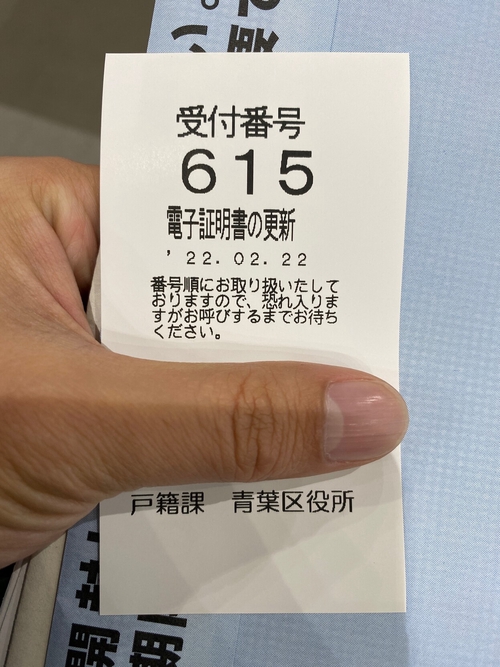 受付番号
615
電子証明書の更新
'22.02.22
番号順にお取り扱いたして
おりますので、恐れ入りま
すがお呼びするまでお待ち
ください。
戸籍課 青葉区役所